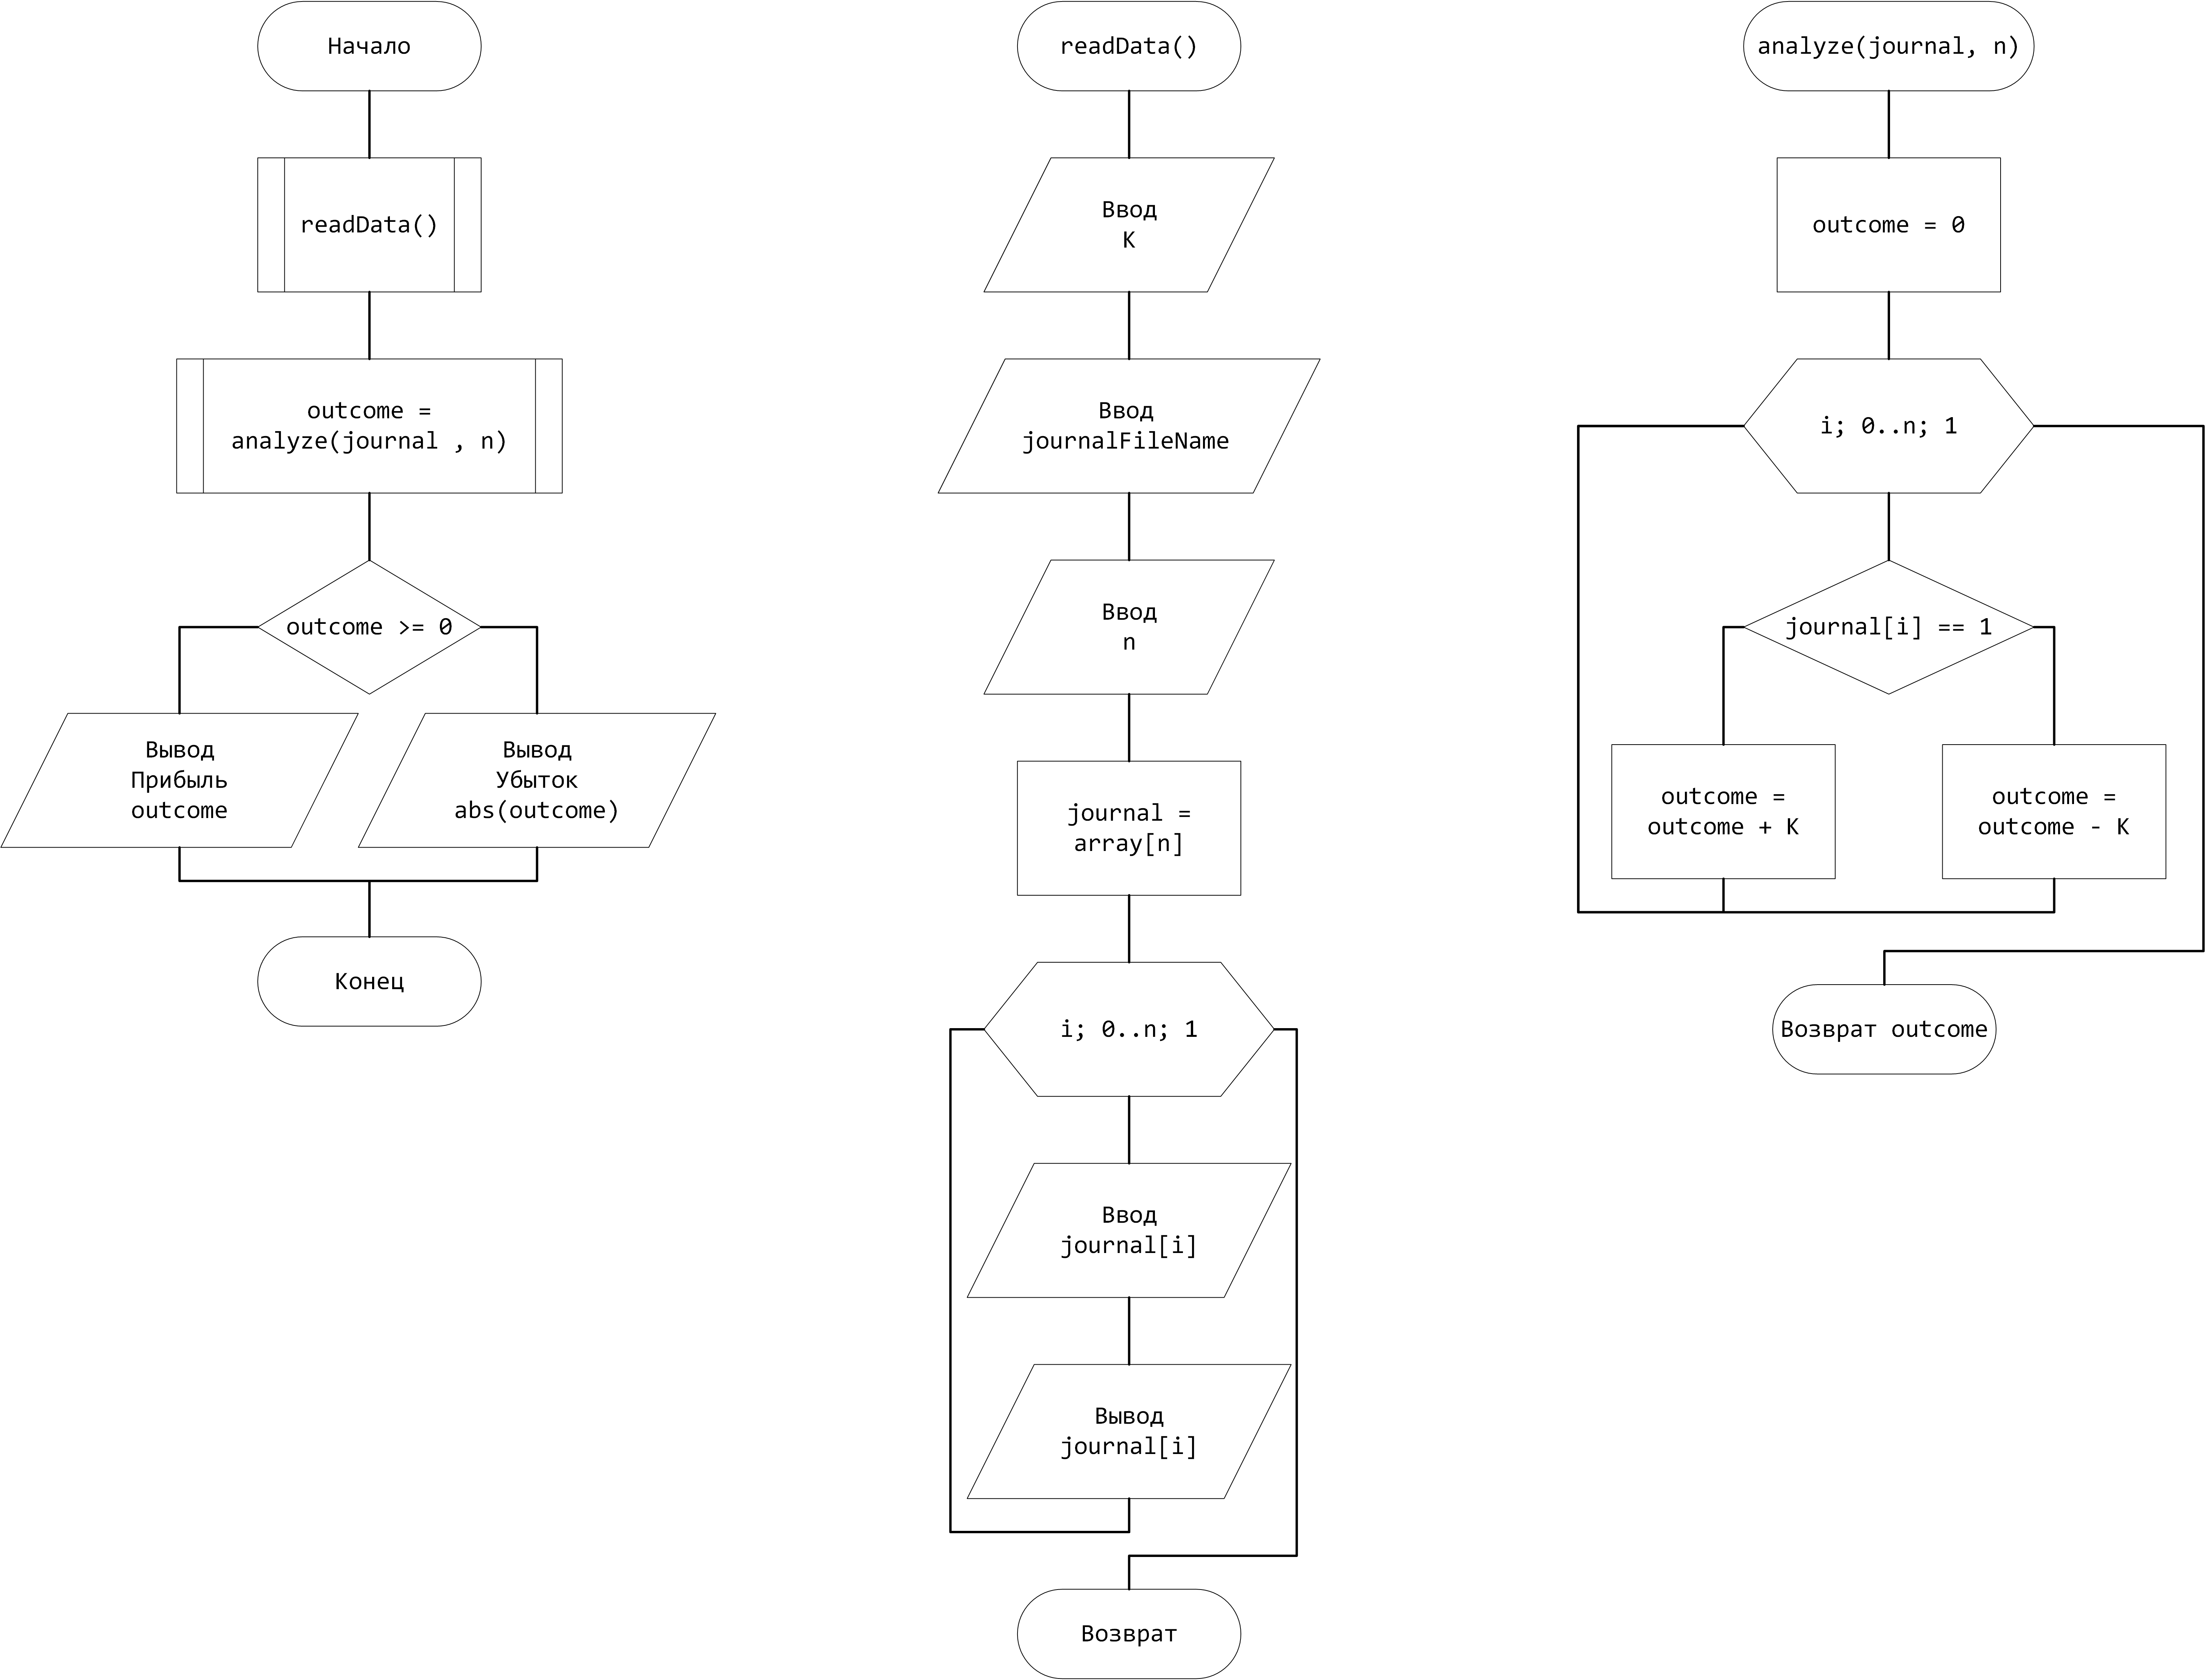 Начало
readData()
outcome =
analyze(journal , n)
outcome >= 0
Вывод
Прибыль
outcome
Вывод
Убыток
abs(outcome)
Конец
readData()
Ввод
K
Ввод
journalFileName
Ввод
n
journal =
array[n]
i; 0..n; 1
Ввод
journal[i]
Вывод
journal[i]
Возврат
analyze(journal, n)
outcome = 0
i; 0..n; 1
journal[i] == 1
outcome =
outcome + K
outcome =
outcome - K
Возврат outcome